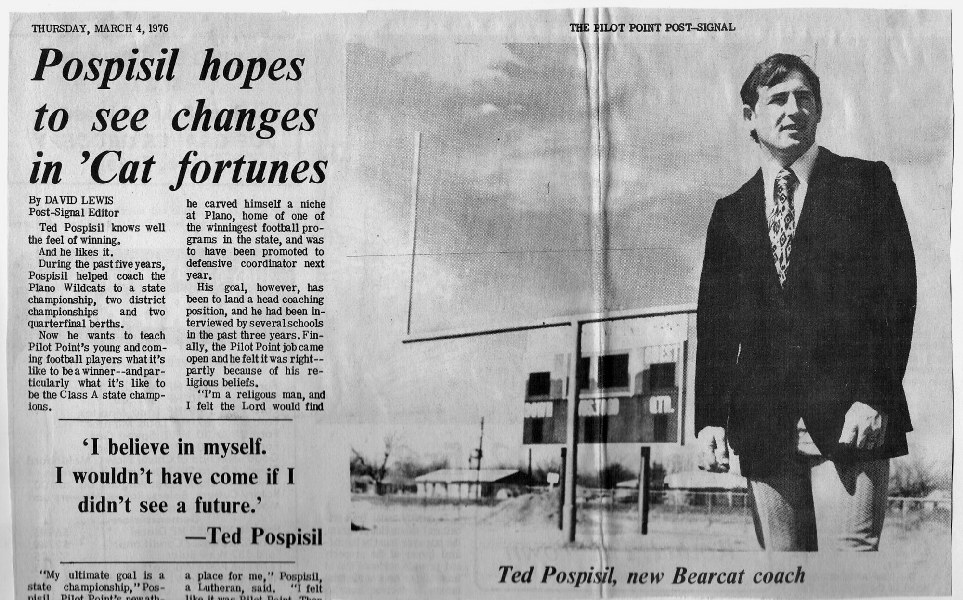 THURSDAY, MARCH 4, 1976
THE PILOT POINT POST-SIGNAL
Pospisil hopes
to see changes
in 'Cat fortunes
By DAVID LEWIS
Post-Signal Editor
Ted Pospisil knows well
the feel of winning.
And he likes it.
During the past five years,
Pospisil helped coach the
Plano Wildcats to a state
championship, two district
championships and two
quarterfinal berths.
Now he wants to teach
Pilot Point's young and com-
ing football players what it's
like to be a winner--and par-
ticularly what it's like to
be the Class A state champ-
ions.
he carved himself a niche
at Plano, home of one of
the winningest football pro-
grams in the state, and was
to have been promoted to
defensive coordinator next
year.
His goal, however, has
been to land a head coaching
position, and he had been in-
terviewed by several schools
in the past three years. Fin-
ally, the Pilot Point job came
open and he felt it was right--
partly because of his re-
ligious beliefs.
"I'm a religous man, and
I felt the Lord would find
'I believe in myself.
I wouldn't have come if I
didn't see a future.'
—Ted Pospisil
"My ultimate goal is a
state championship," Pos-
a place for me," Pospisil,
a Lutheran, said. "I felt
Ted Pospisil, new Bearcat coach